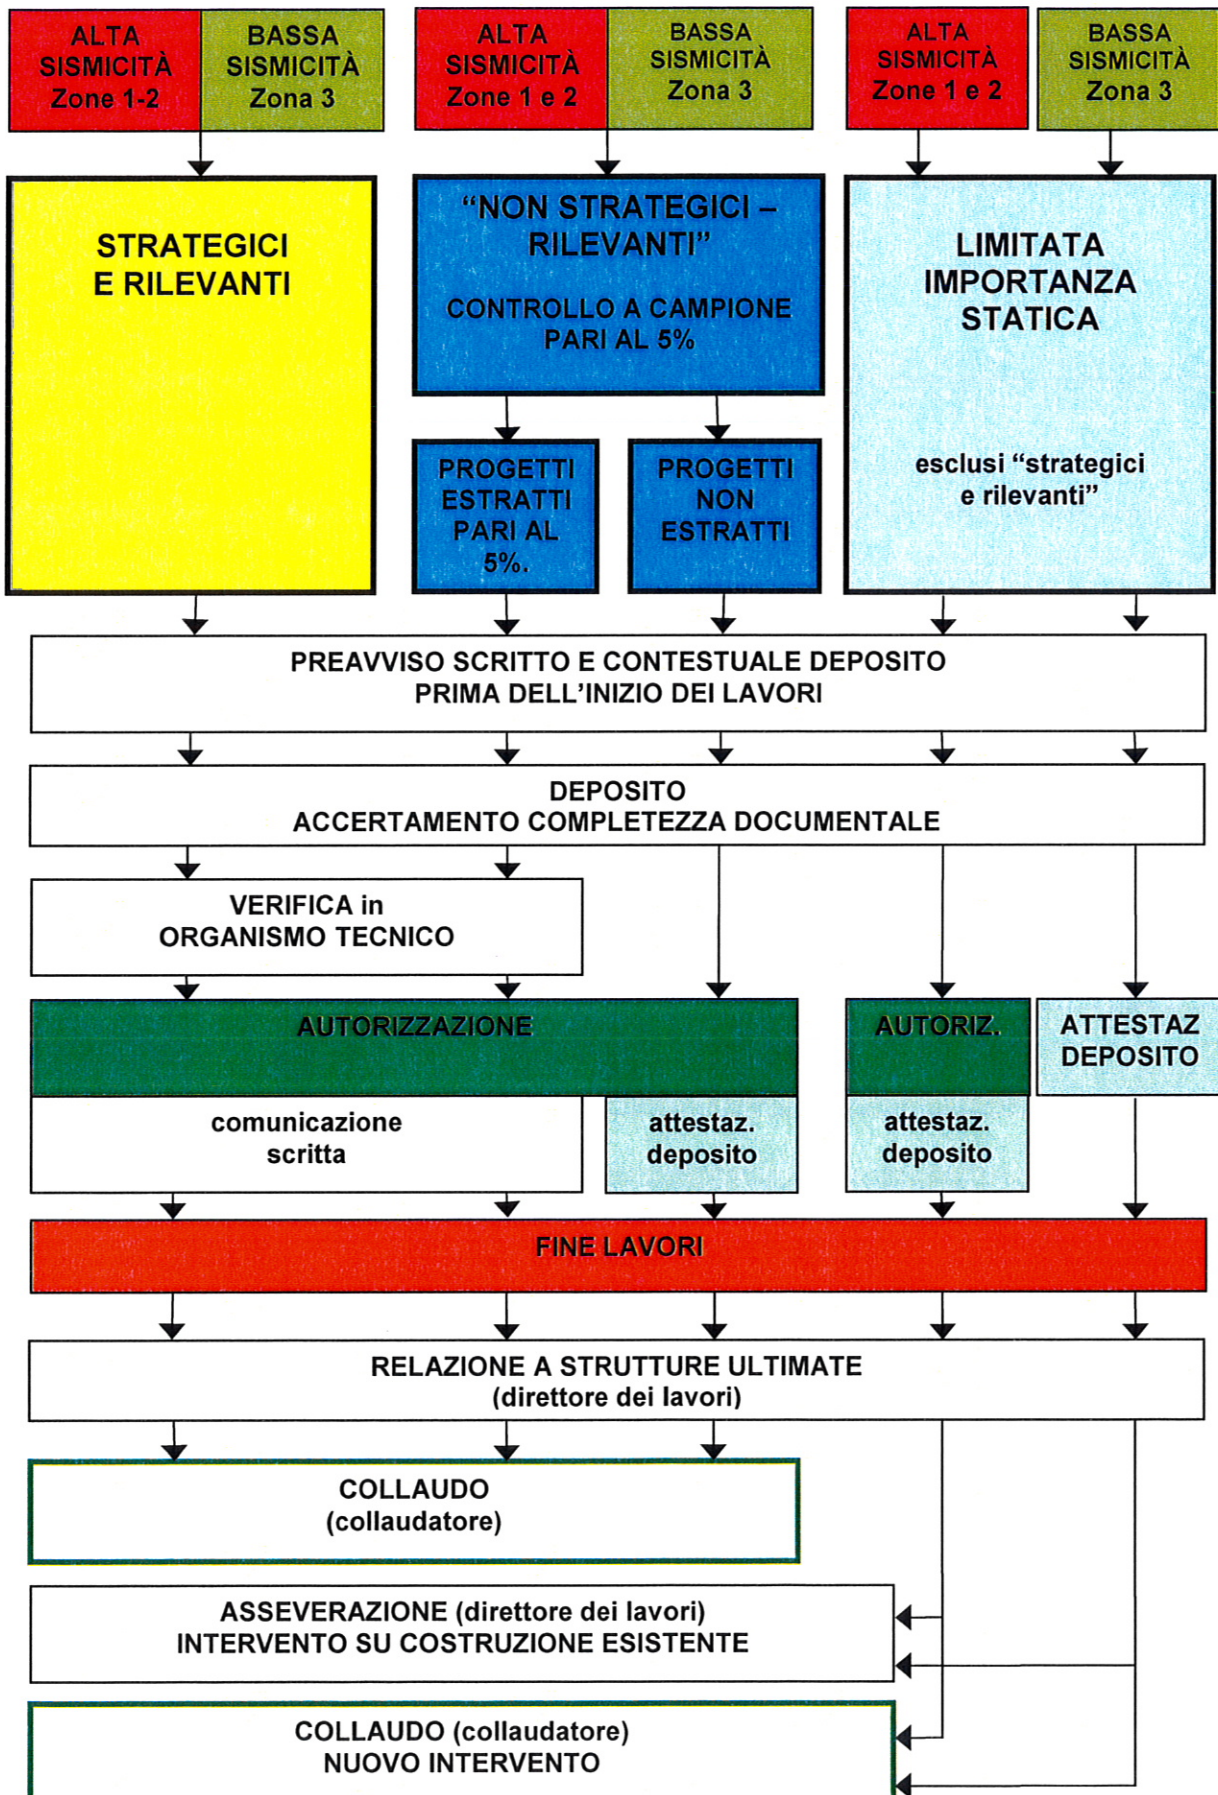 ALTA
SISMICITÀ
Zone 1-2
BASSA
SISMICITÀ
Zona 3
ALTA
SISMICITÀ
Zone 1 e 2
BASSA
SISMICITÀ
Zona 3
ALTA
SISMICITÀ
Zone 1 e 2
BASSA
SISMICITÀ
Zona 3
STRATEGICI
E RILEVANTI
“NON STRATEGICI –
RILEVANTI”
CONTROLLO A CAMPIONE
PARI AL 5%
LIMITATA
IMPORTANZA
STATICA
esclusi “strategici
e rilevanti”
PROGETTI
ESTRATTI
PARI AL
5%.
PROGETTI
NON
ESTRATTI
PREAVVISO SCRITTO E CONTESTUALE DEPOSITO
PRIMA DELL’INIZIO DEI LAVORI
DEPOSITO
ACCERTAMENTO COMPLETEZZA DOCUMENTALE
VERIFICA in
ORGANISMO TECNICO
AUTORIZZAZIONE
AUTORIZ.
ATTESTAZ
DEPOSITO
comunicazione
scritta
attestaz.
deposito
attestaz.
deposito
FINE LAVORI
RELAZIONE A STRUTTURE ULTIMATE
(direttore dei lavori)
COLLAUDO
(collaudatore)
ASSEVERAZIONE (direttore dei lavori)
INTERVENTO SU COSTRUZIONE ESISTENTE
COLLAUDO (collaudatore)
NUOVO INTERVENTO